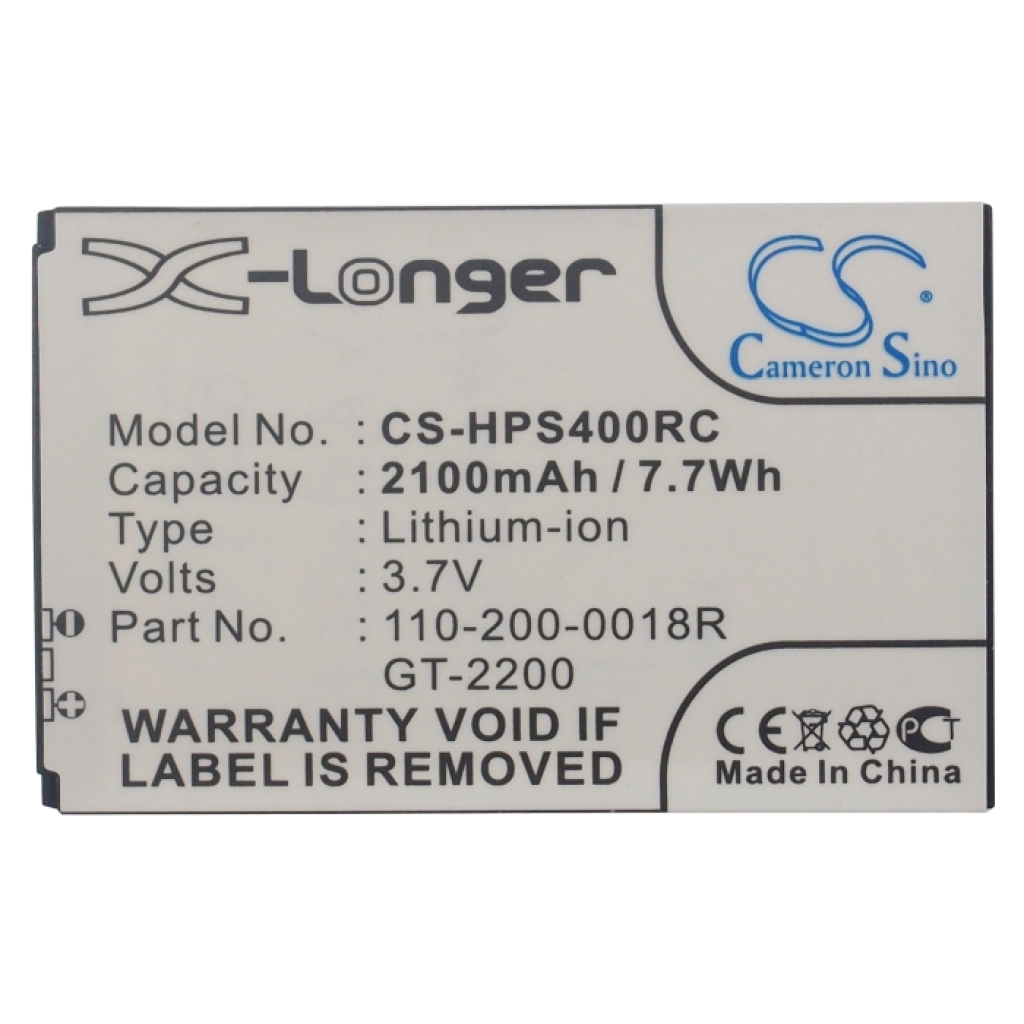 X-Longer
CS®
Cameron Sino
Model No. : CS-HPS400RC
Capacity : 2100mAh / 7.7Wh
Type : Lithium-ion
Volts : 3.7V
Part No. : 110-200-0018R
GT-2200
WARRANTY VOID IF
LABEL IS REMOVED
CE PCT
Made In China